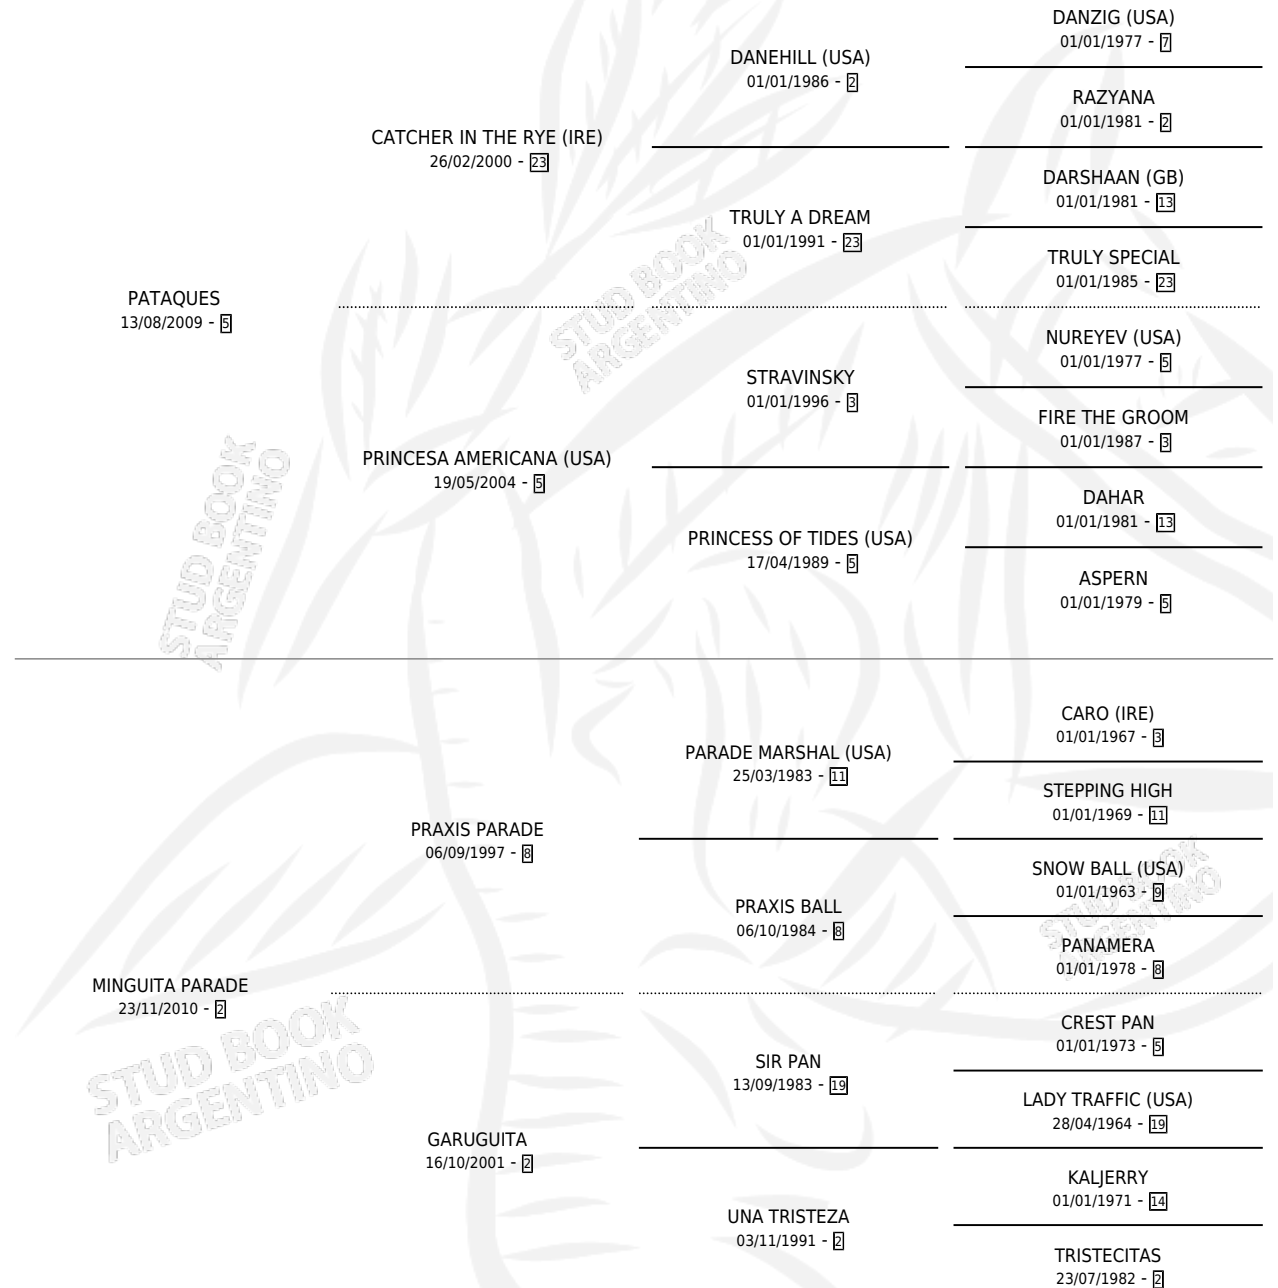 DANZIG (USA)
01/01/1977 - 7
DANEHILL (USA)
01/01/1986 - 2
RAZYANA
01/01/1981 - 2
CATCHER IN THE RYE (IRE)
26/02/2000 - 23
DARSHAAN (GB)
01/01/1981 - 13
TRULY A DREAM
01/01/1991 - 23
TRULY SPECIAL
01/01/1985 - 23
PATAQUES
13/08/2009 - 5
NUREYEV (USA)
01/01/1977 - 5
STRAVINSKY
01/01/1996 - 3
FIRE THE GROOM
01/01/1987 - 3
PRINCESA AMERICANA (USA)
19/05/2004 - 5
DAHAR
01/01/1981 - 13
PRINCESS OF TIDES (USA)
17/04/1989 - 5
ASPERN
01/01/1979 - 5
CARO (IRE)
01/01/1967 - 3
PARADE MARSHAL (USA)
25/03/1983 - 11
STEPPING HIGH
01/01/1969 - 11
PRAXIS PARADE
06/09/1997 - 8
SNOW BALL (USA)
01/01/1963 - 9
PRAXIS BALL
06/10/1984 - 8
PANAMERA
01/01/1978 - 8
MINGUITA PARADE
23/11/2010 - 2
CREST PAN
01/01/1973 - 5
SIR PAN
13/09/1983 - 19
LADY TRAFFIC (USA)
28/04/1964 - 19
GARUGUITA
16/10/2001 - 2
KALJERRY
01/01/1971 - 14
UNA TRISTEZA
03/11/1991 - 2
TRISTECITAS
23/07/1982 - 2
STUD BOOK
ARGENTINO
STUD BOOK
ARGENTINO
STUD BOOK
ARGENTINO
STUD BOOK
ARGENTINO